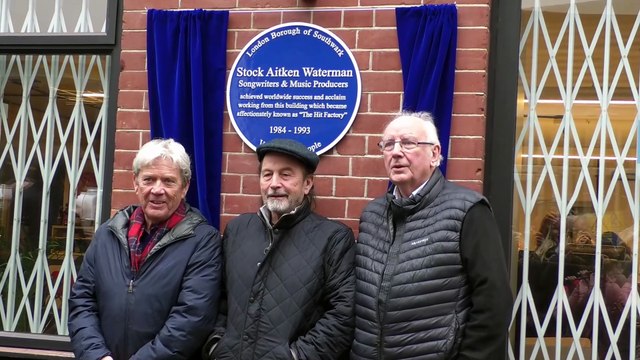 London Borough of Southwark
Stock Aitken Waterman
Songwriters & Music Producers
achieved worldwide success and acclaim
working from this building which became
affectionately known as "The Hit Factory"
1984 - 1993